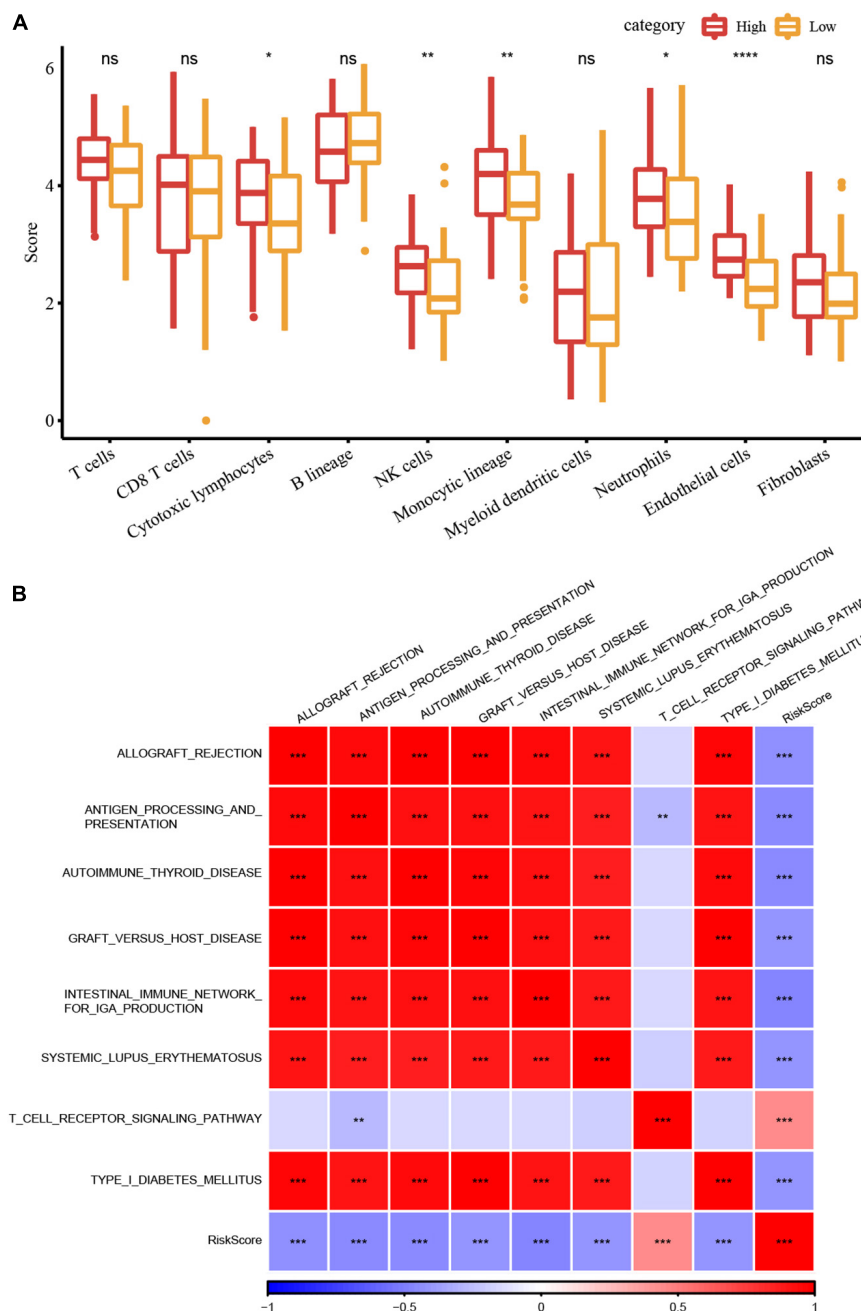 A
category High Low
ns ns * ns ** ** ns * **** ns
6
4
2
0
Score
T cells
CD8 T cells
Cytotoxic lymphocytes
B lineage
NK cells
Monocytic lineage
Myeloid dendritic cells
Neutrophils
Endothelial cells
Fibroblasts
B
ALLOGRAFT_REJECTION
ANTIGEN_PROCESSING_AND_PRESENTATION
AUTOIMMUNE_THYROID_DISEASE
GRAFT_VERSUS_HOST_DISEASE
INTESTINAL_IMMUNE_NETWORK_FOR_IGA_PRODUCTION
SYSTEMIC_LUPUS_ERYTHEMATOSUS
T_CELL_RECEPTOR_SIGNALING_PATHWAY
TYPE_I_DIABETES_MELLITUS
RiskScore
ALLOGRAFT_REJECTION
*** *** *** *** *** *** *** ***
ANTIGEN_PROCESSING_AND_
PRESENTATION
*** *** *** *** *** *** ** *** ***
AUTOIMMUNE_THYROID_DISEASE
*** *** *** *** *** *** *** ***
GRAFT_VERSUS_HOST_DISEASE
*** *** *** *** *** *** *** ***
INTESTINAL_IMMUNE_NETWORK_
FOR_IGA_PRODUCTION
*** *** *** *** *** *** *** ***
SYSTEMIC_LUPUS_ERYTHEMATOSUS
*** *** *** *** *** *** *** ***
T_CELL_RECEPTOR_SIGNALING_PATHWAY
** *** ***
TYPE_I_DIABETES_MELLITUS
*** *** *** *** *** *** *** ***
RiskScore
*** *** *** *** *** *** *** *** ***
−1 −0.5 0 0.5 1